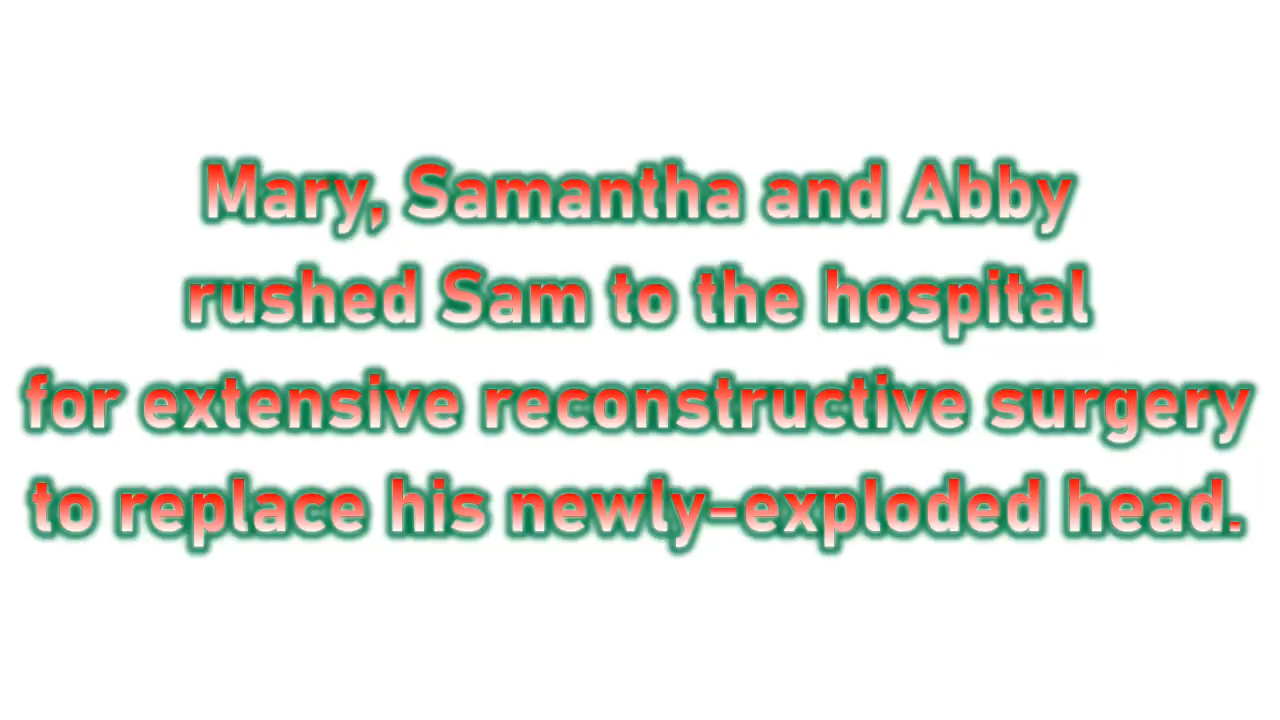 Mary, Samantha and Abby
rushed Sam to the hospital
for extensive reconstructive surgery
to replace his newly-exploded head.